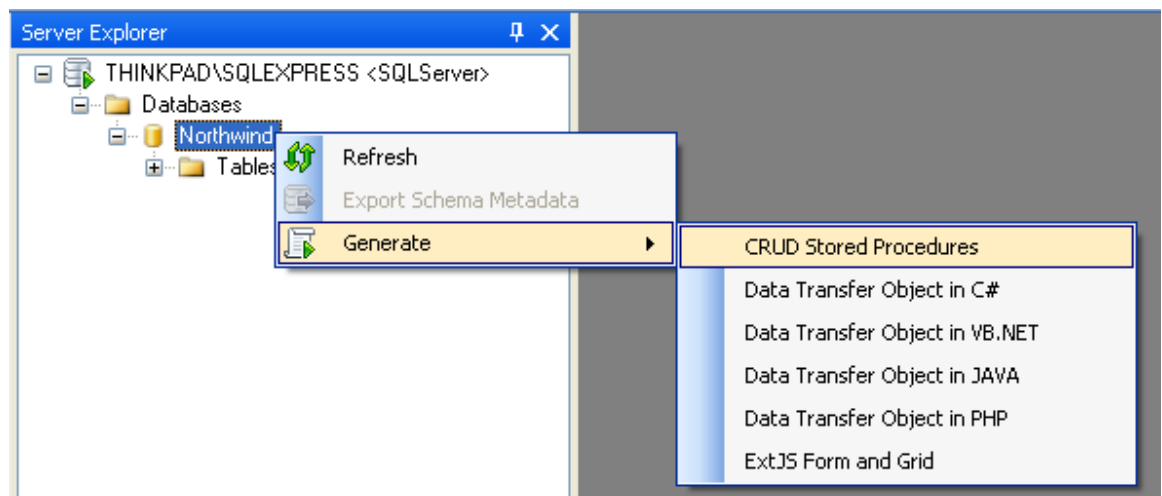 Server Explorer
THINKPAD\SQLEXPRESS <SQLServer>
Databases
Northwind
Tables
Refresh
Export Schema Metadata
Generate
CRUD Stored Procedures
Data Transfer Object in C#
Data Transfer Object in VB.NET
Data Transfer Object in JAVA
Data Transfer Object in PHP
ExtJS Form and Grid